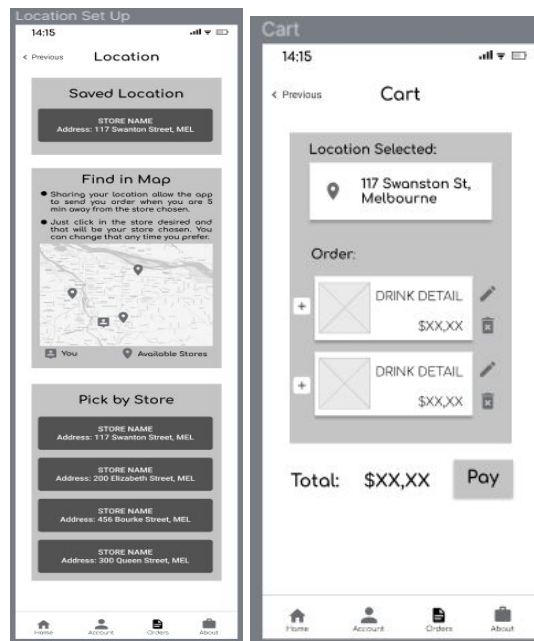 Location Set Up
14:15
< Previous
Location
Saved Location
STORE NAME
Address: 117 Swanton Street, MEL
Find in Map
Sharing your location allow the app
to send you order when you are 5
min away from the store chosen.
Just click in the store desired and
that will be your store chosen. You
can change that any time you prefer.
You
Available Stores
Pick by Store
STORE NAME
Address: 117 Swanton Street, MEL
STORE NAME
Address: 200 Elizabeth Street, MEL
STORE NAME
Address: 456 Bourke Street, MEL
STORE NAME
Address: 300 Queen Street, MEL
Home Account Orders About
Cart
14:15
< Previous
Cart
Location Selected:
117 Swanston St,
Melbourne
Order:
DRINK DETAIL
$XX,XX
DRINK DETAIL
$XX,XX
Total: $XX,XX Pay
Home Account Orders About